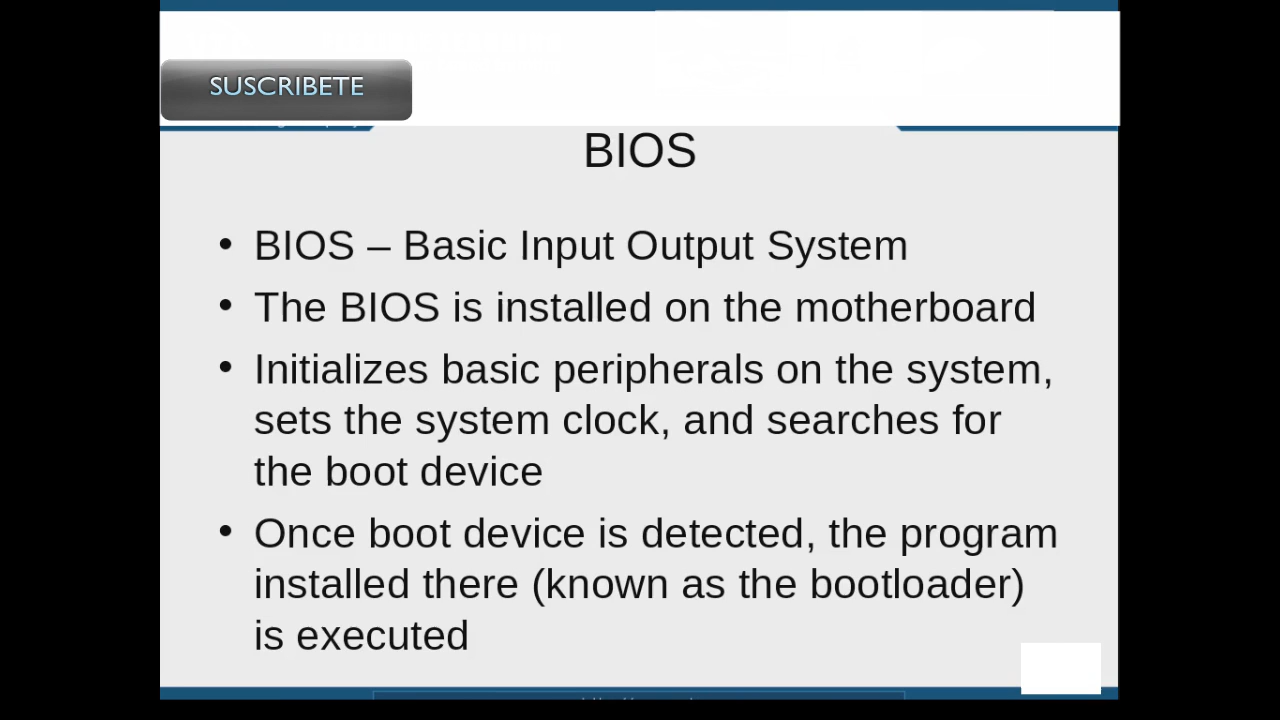 SUSCRIBETE
BIOS
• BIOS – Basic Input Output System
• The BIOS is installed on the motherboard
• Initializes basic peripherals on the system,
sets the system clock, and searches for
the boot device
• Once boot device is detected, the program
installed there (known as the bootloader)
is executed